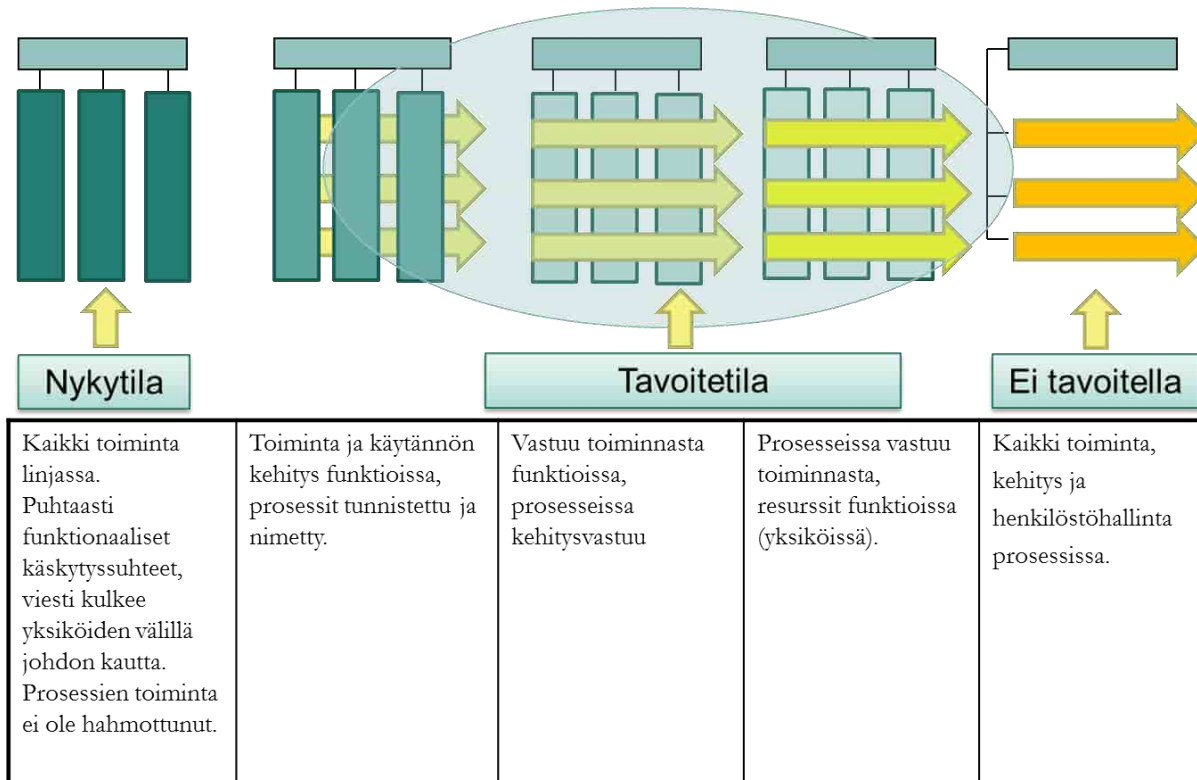 Nykytila
Tavoitetila
Ei tavoitella
Kaikki toiminta
linjassa.
Puhtaasti
funktionaaliset
käskytyssuhteet,
viesti kulkee
yksiköiden välillä
johdon kautta.
Prosessien toiminta
ei ole hahmottunut.
Toiminta ja käytännön
kehitys funktioissa,
prosessit tunnistettu ja
nimetty.
Vastuu toiminnasta
funktioissa,
prosesseissa
kehitysvastuu
Prosesseissa vastuu
toiminnasta,
resurssit funktioissa
(yksiköissä).
Kaikki toiminta,
kehitys ja
henkilöstöhallinta
prosessissa.